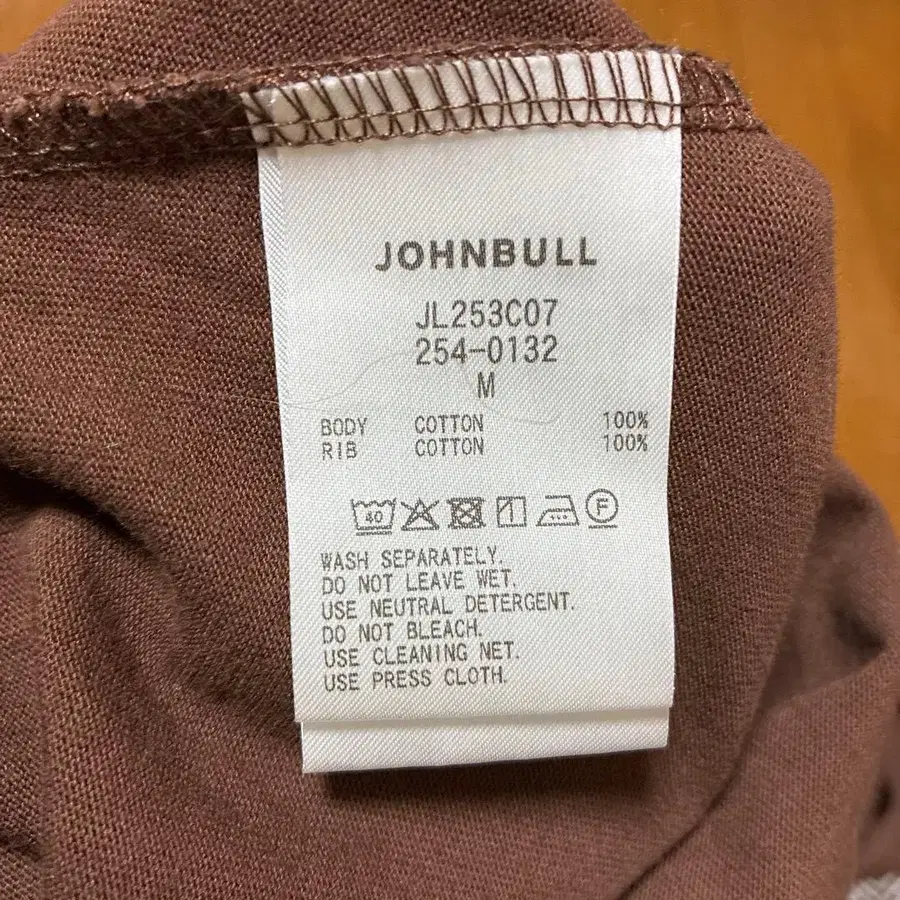 JOHNBULL
JL253C07
254-0132
M
BODY COTTON 100%
RIB COTTON 100%
40 F
WASH SEPARATELY.
DO NOT LEAVE WET.
USE NEUTRAL DETERGENT.
DO NOT BLEACH.
USE CLEANING NET.
USE PRESS CLOTH.